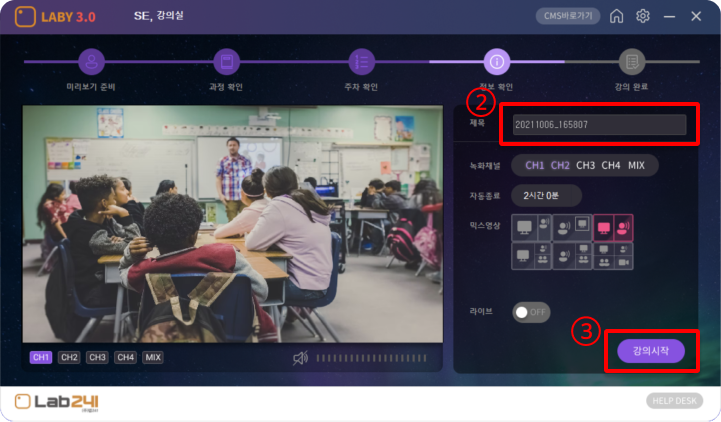 LABY 3.0
SE, 강의실
CMS바로가기
미리보기 준비
과정 확인
주차 확인
정보 확인
강의 완료
②
제목
20211006_165807
녹화채널
CH1 CH2 CH3 CH4 MIX
자동종료
2시간 0분
믹스영상
라이브
OFF
③
강의시작
CH1 CH2 CH3 CH4 MIX
Lab241
HELP DESK